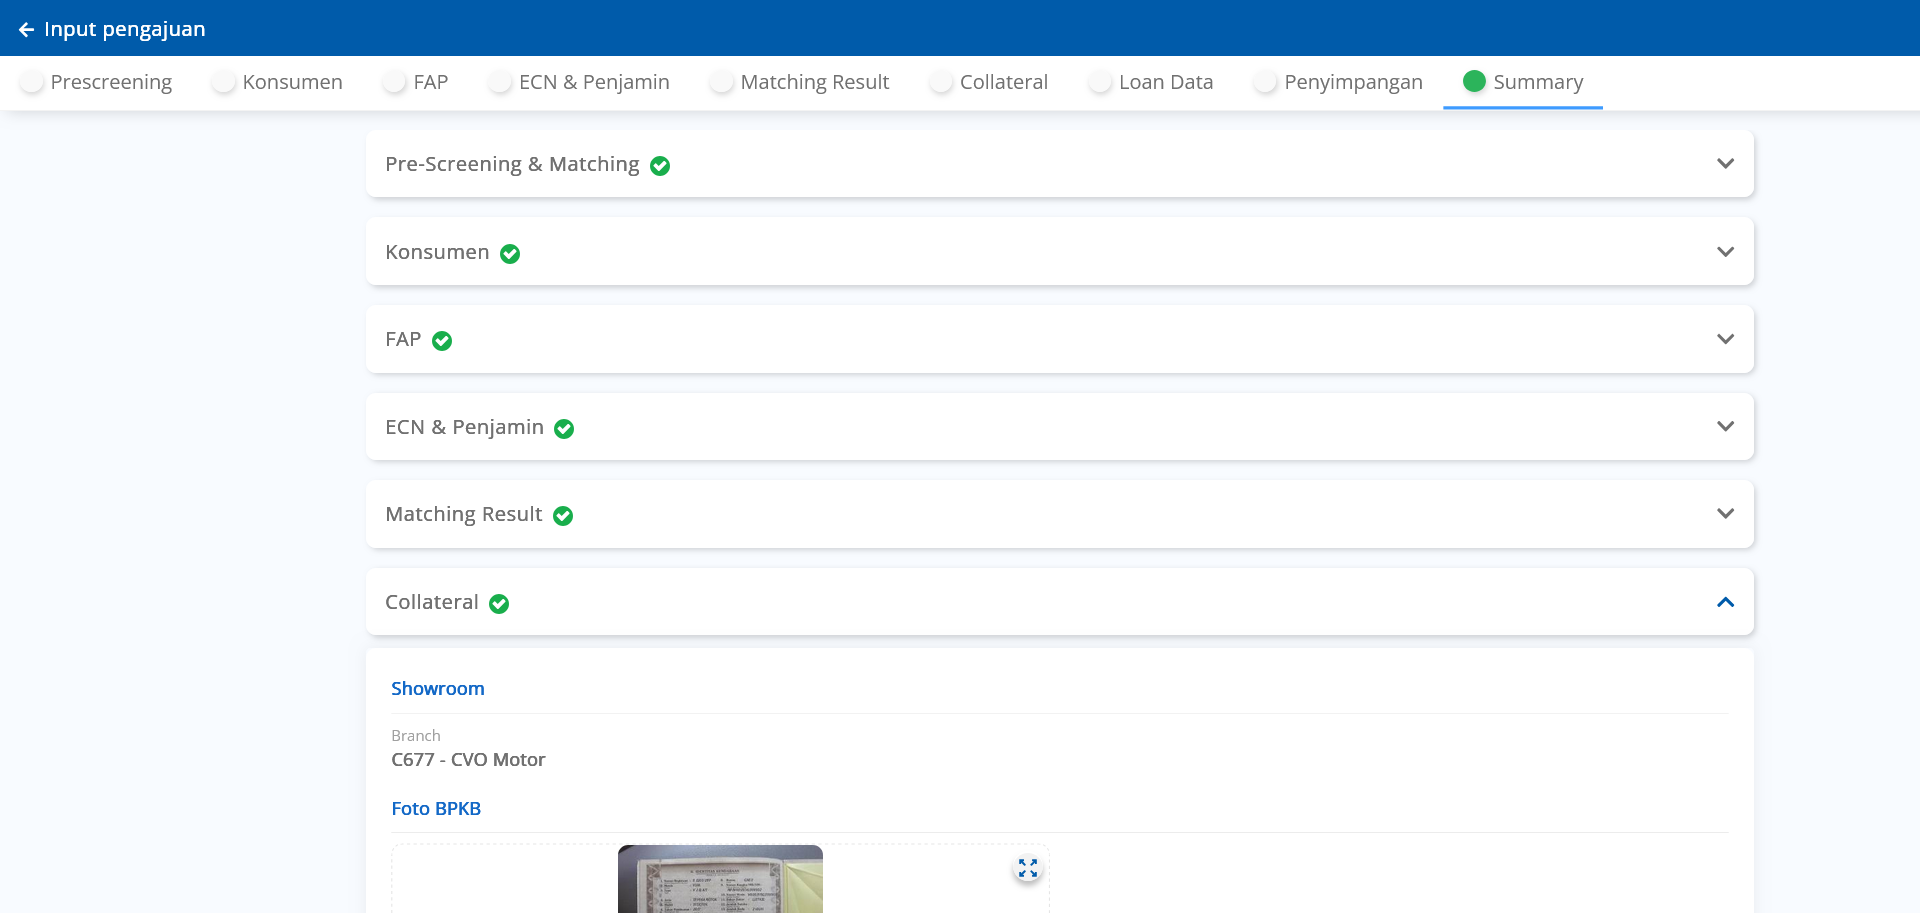 Input pengajuan
Prescreening Konsumen FAP ECN & Penjamin Matching Result Collateral Loan Data Penyimpangan Summary
Pre-Screening & Matching
Konsumen
FAP
ECN & Penjamin
Matching Result
Collateral
Showroom
Branch
C677 - CVO Motor
Foto BPKB